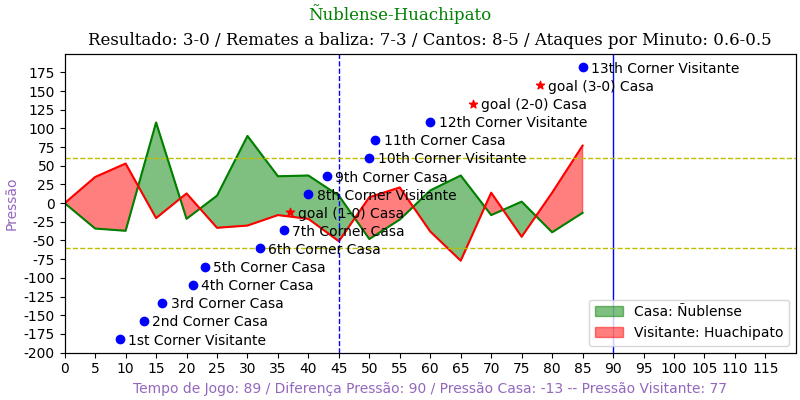 Ñublense-Huachipato
Resultado: 3-0 / Remates a baliza: 7-3 / Cantos: 8-5 / Ataques por Minuto: 0.6-0.5
175
150
125
100
75
50
25
0
-25
-50
-75
-100
-125
-150
-175
-200
Pressão
13th Corner Visitante
goal (3-0) Casa
goal (2-0) Casa
12th Corner Visitante
11th Corner Casa
10th Corner Visitante
9th Corner Casa
8th Corner Visitante
goal (1-0) Casa
7th Corner Casa
6th Corner Casa
5th Corner Casa
4th Corner Casa
3rd Corner Casa
2nd Corner Casa
1st Corner Visitante
Casa: Ñublense
Visitante: Huachipato
0 5 10 15 20 25 30 35 40 45 50 55 60 65 70 75 80 85 90 95 100 105 110 115
Tempo de Jogo: 89 / Diferença Pressão: 90 / Pressão Casa: -13 -- Pressão Visitante: 77